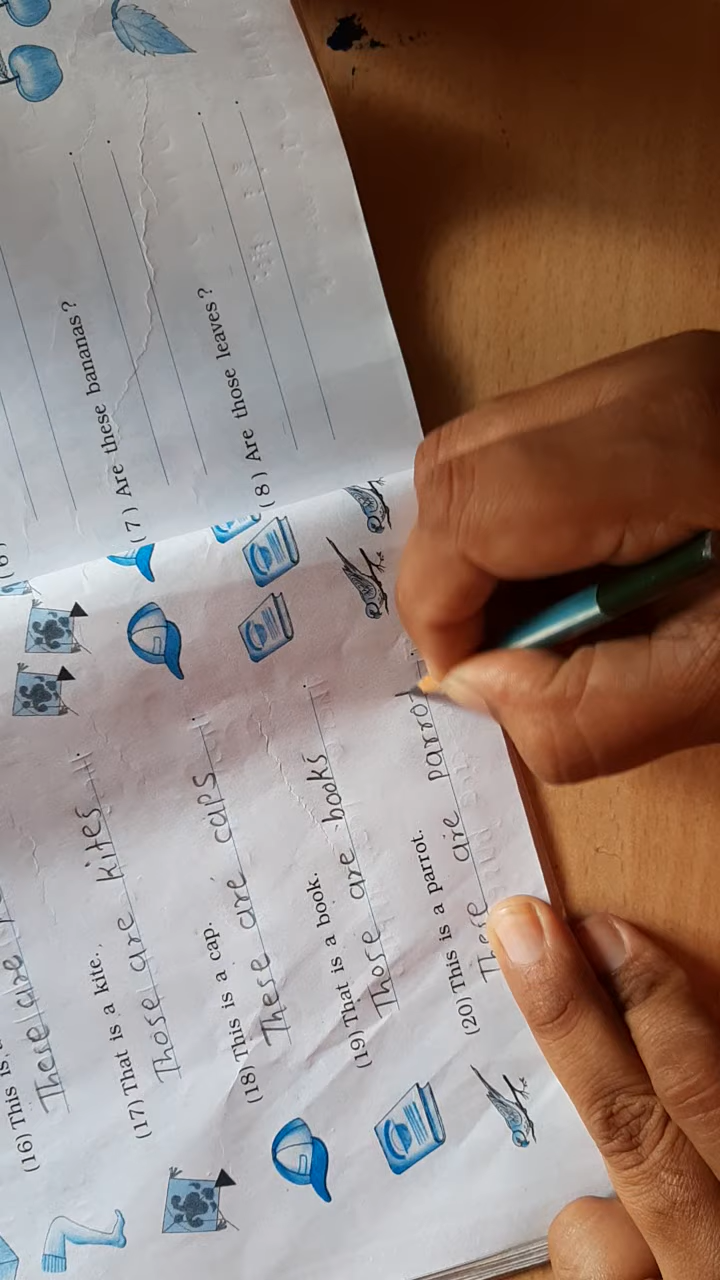 (16) This is
These are
(17) That is a kite.
Those are kites
(18) This is a cap.
These are caps
(19) That is a book.
Those are books
(20) This is a parrot.
These are parrot
(6)
(7) Are these bananas?
(8) Are those leaves?